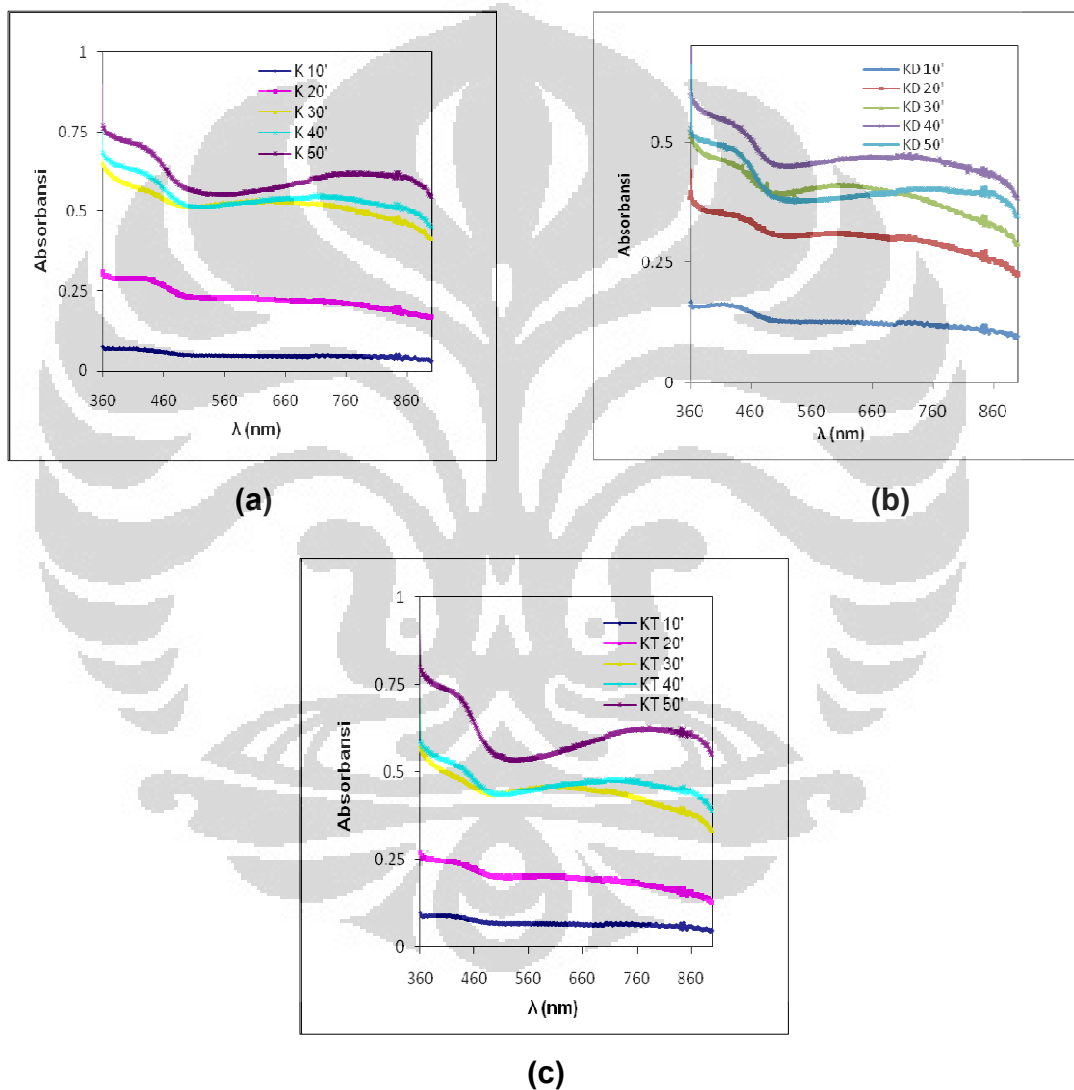 1
0.75
0.5
0.25
0
Absorbansi
K 10'
K 20'
K 30'
K 40'
K 50'
360 460 560 660 760 860
λ (nm)
(a)
0.5
0.25
0
Absorbansi
KD 10'
KD 20'
KD 30'
KD 40'
KD 50'
360 460 560 660 760 860
λ (nm)
(b)
1
0.75
0.5
0.25
0
Absorbansi
KT 10'
KT 20'
KT 30'
KT 40'
KT 50'
360 460 560 660 760 860
λ (nm)
(c)